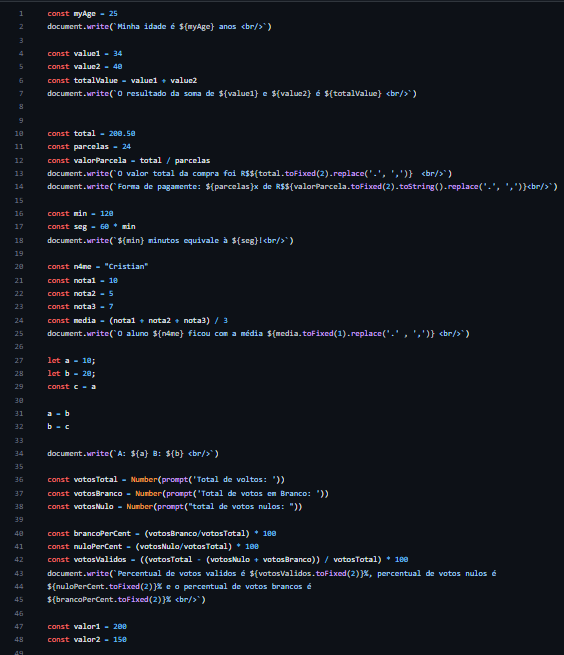 1 const myAge = 25
2 document.write(`Minha idade é ${myAge} anos <br/>`)
3
4 const value1 = 34
5 const value2 = 40
6 const totalValue = value1 + value2
7 document.write(`O resultado da soma de ${value1} e ${value2} é ${totalValue} <br/>`)
8
9
10 const total = 200.50
11 const parcelas = 24
12 const valorParcela = total / parcelas
13 document.write(`O valor total da compra foi R$${total.toFixed(2).replace('.', ',')}  <br/>`)
14 document.write(`Forma de pagamente: ${parcelas}x de R$${valorParcela.toFixed(2).toString().replace('.', ',')}<br/>`)
15
16 const min = 120
17 const seg = 60 * min
18 document.write(`${min} minutos equivale à ${seg}!<br/>`)
19
20 const n4me = "Cristian"
21 const nota1 = 10
22 const nota2 = 5
23 const nota3 = 7
24 const media = (nota1 + nota2 + nota3) / 3
25 document.write(`O aluno ${n4me} ficou com a média ${media.toFixed(1).replace('.' , ',')} <br/>`)
26
27 let a = 10;
28 let b = 20;
29 const c = a
30
31 a = b
32 b = c
33
34 document.write(`A: ${a} B: ${b} <br/>`)
35
36 const votosTotal = Number(prompt('Total de voltos: '))
37 const votosBranco = Number(prompt('Total de votos em Branco: '))
38 const votosNulo = Number(prompt("total de votos nulos: "))
39
40 const brancoPerCent = (votosBranco/votosTotal) * 100
41 const nuloPerCent = (votosNulo/votosTotal) * 100
42 const votosValidos = ((votosTotal - (votosNulo + votosBranco)) / votosTotal) * 100
43 document.write(`Percentual de votos validos é ${votosValidos.toFixed(2)}%, percentual de votos nulos é
44 ${nuloPerCent.toFixed(2)}% e o percentual de votos brancos é
45 ${brancoPerCent.toFixed(2)}% <br/>`)
46
47 const valor1 = 200
48 const valor2 = 150
49